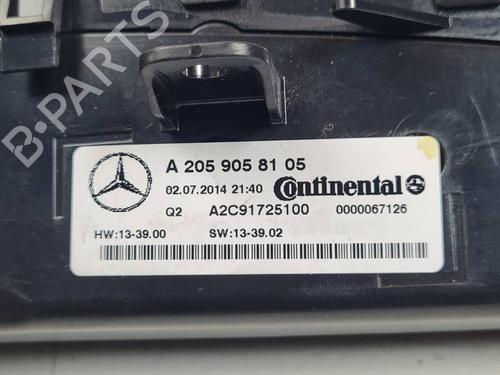 B-PARTS
A 205 905 81 05
02.07.2014 21:40 Continental
Q2 A2C91725100 0000067126
HW:13-39.00 SW:13-39.02